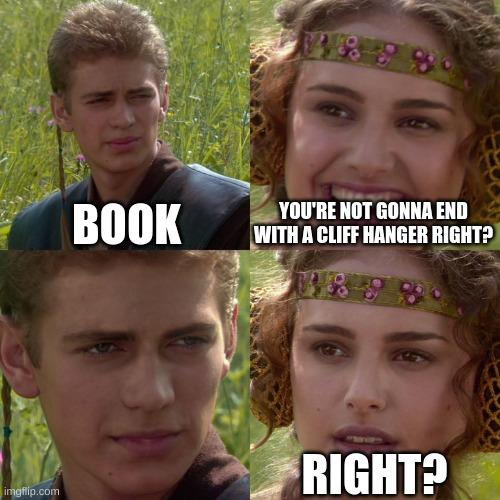 BOOK
YOU'RE NOT GONNA END
WITH A CLIFF HANGER RIGHT?
RIGHT?
imgflip.com